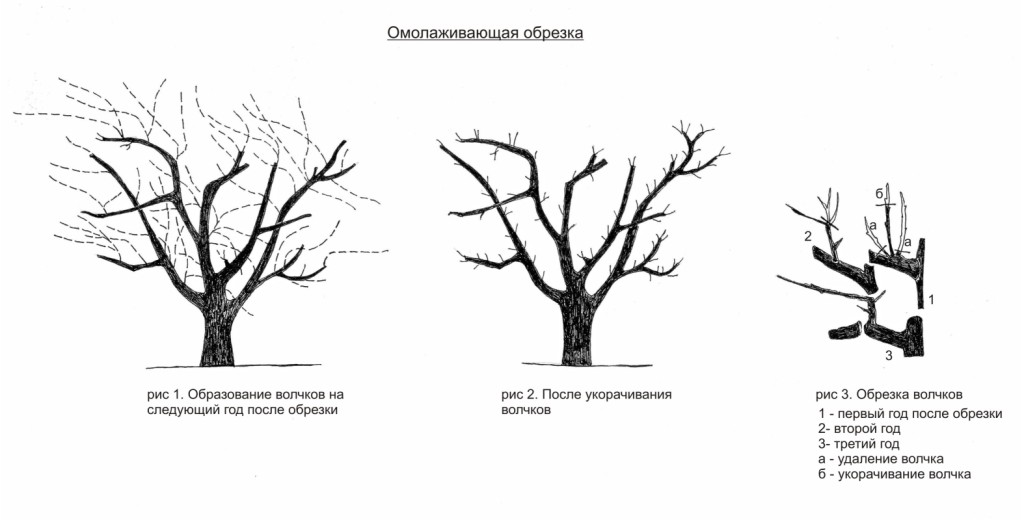 Омолаживающая обрезка
б
а
а
2
1
3
рис 1. Образование волчков на
следующий год после обрезки
рис 2. После укорачивания
волчков
рис 3. Обрезка волчков
1 - первый год после обрезки
2- второй год
3- третий год
а - удаление волчка
б - укорачивание волчка